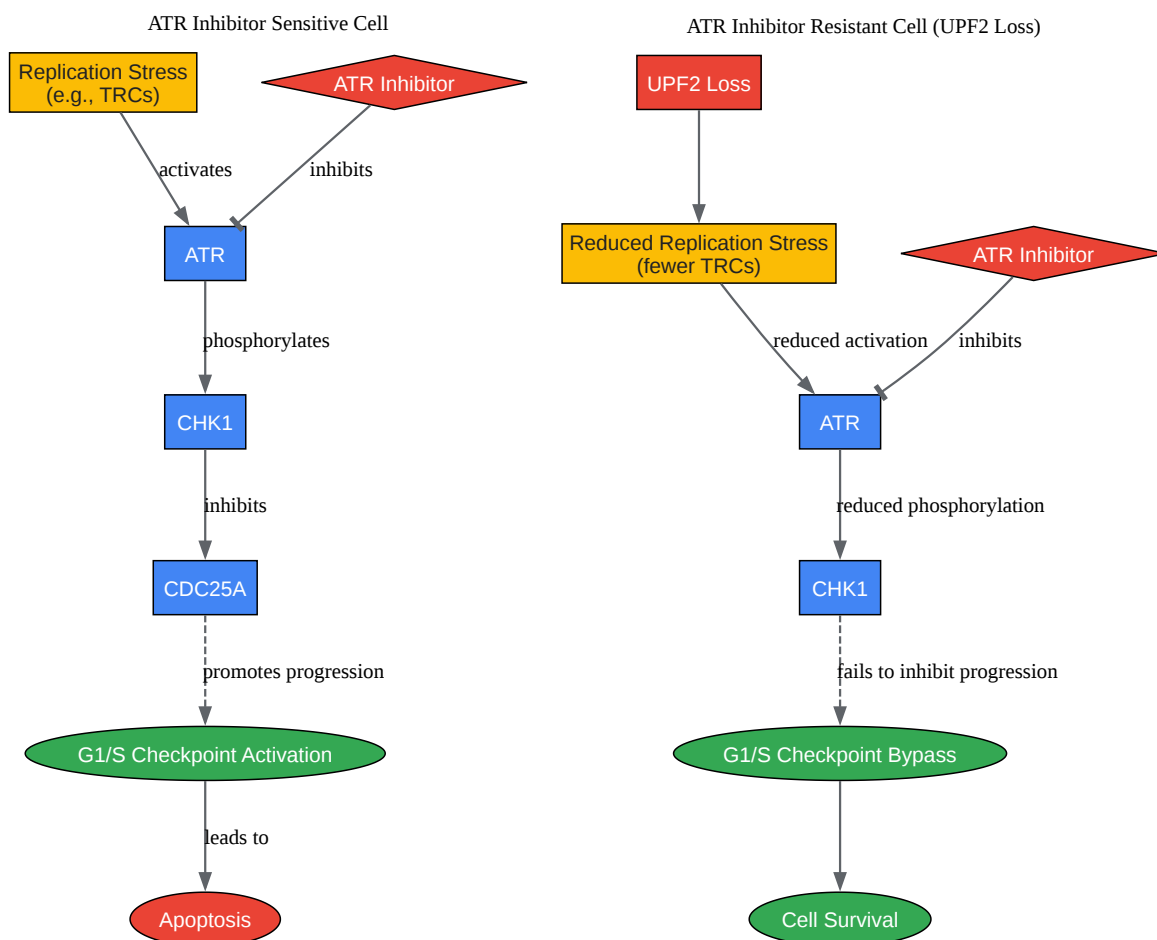 ATR Inhibitor Sensitive Cell
Replication Stress
(e.g., TRCs)
ATR Inhibitor
activates
inhibits
ATR
phosphorylates
CHK1
inhibits
CDC25A
promotes progression
G1/S Checkpoint Activation
leads to
Apoptosis
ATR Inhibitor Resistant Cell (UPF2 Loss)
UPF2 Loss
Reduced Replication Stress
(fewer TRCs)
ATR Inhibitor
reduced activation
inhibits
ATR
reduced phosphorylation
CHK1
fails to inhibit progression
G1/S Checkpoint Bypass
Cell Survival